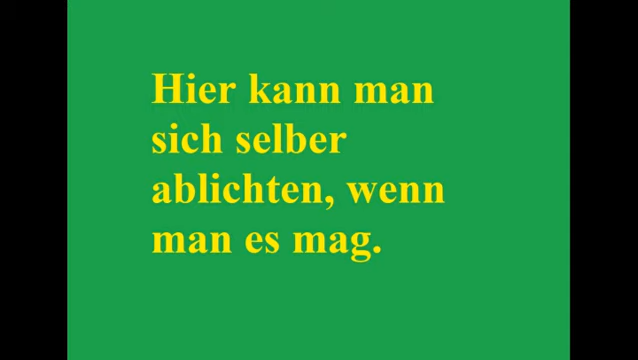 Hier kann man
sich selber
ablichten, wenn
man es mag.